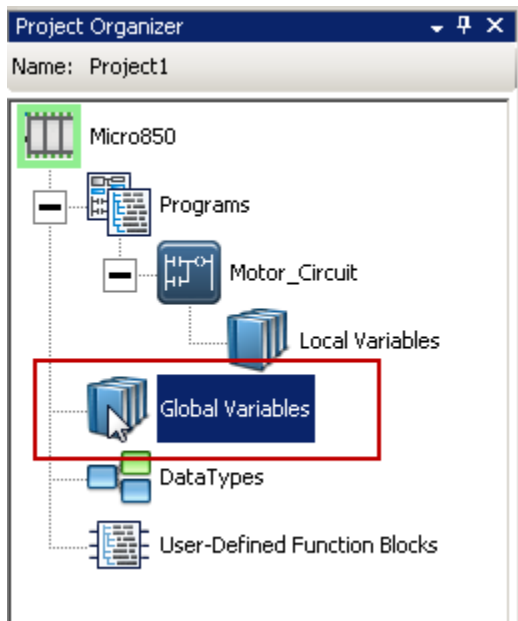 Project Organizer
Name: Project1
Micro850
Programs
Motor_Circuit
Local Variables
Global Variables
DataTypes
User-Defined Function Blocks